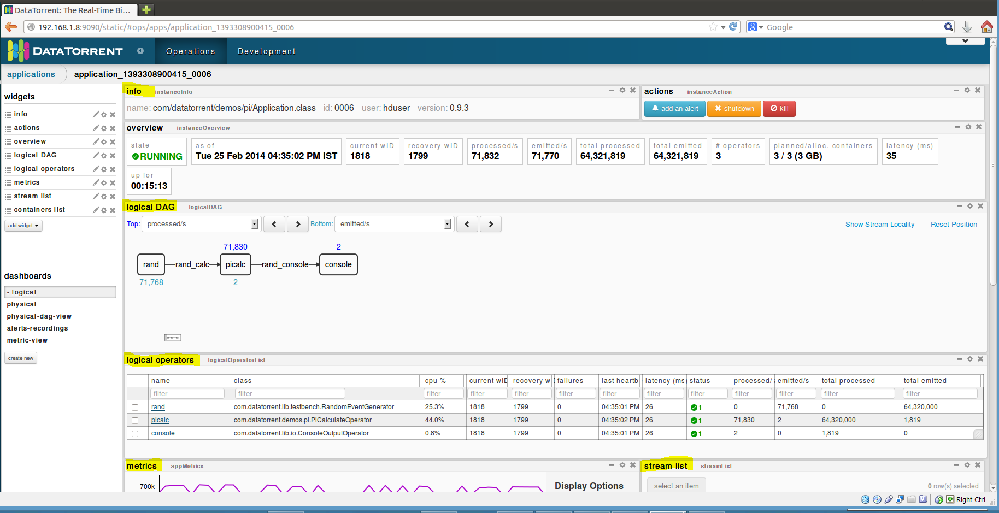 DataTorrent: The Real-Time Bi...
192.168.1.8:9090/static/#ops/apps/application_1393308900415_0006
Google
DATATORRENT Operations Development
applications application_1393308900415_0006
widgets
info
actions
overview
logical DAG
logical operators
metrics
stream list
containers list
add widget
dashboards
- logical
physical
physical-dag-view
alerts-recordings
metric-view
create new
info instanceInfo
name: com/datatorrent/demos/pi/Application.class id: 0006 user: hduser version: 0.9.3
actions instanceAction
add an alert shutdown kill
overview instanceOverview
state as of current wID recovery wID processed/s emitted/s total processed total emitted # operators planned/alloc. containers latency (ms)
RUNNING Tue 25 Feb 2014 04:35:02 PM IST 1818 1799 71,832 71,770 64,321,819 64,321,819 3 3 / 3 (3 GB) 35
up for
00:15:13
logical DAG logicalDAG
Top: processed/s Bottom: emitted/s Show Stream Locality Reset Position
71,830 2
rand rand_calc picalc rand_console console
71,768 2
logical operators logicalOperatorList
name class cpu % current wID recovery w failures last heartb latency (ms status processed/ emitted/s total processed total emitted
filter filter filter filter filter filter filter filter filter filter filter filter filter
rand com.datatorrent.lib.testbench.RandomEventGenerator 25.3% 1818 1799 0 04:35:01 PM 26 1 0 71,768 0 64,320,000
picalc com.datatorrent.demos.pi.PiCalculateOperator 44.0% 1818 1799 0 04:35:02 PM 26 1 71,830 2 64,320,000 1,819
console com.datatorrent.lib.io.ConsoleOutputOperator 0.8% 1818 1799 0 04:35:01 PM 26 1 2 0 1,819 0
metrics appMetrics
700k
Display Options
stream list streamList
select an item 0 row(s) selected
Right Ctrl